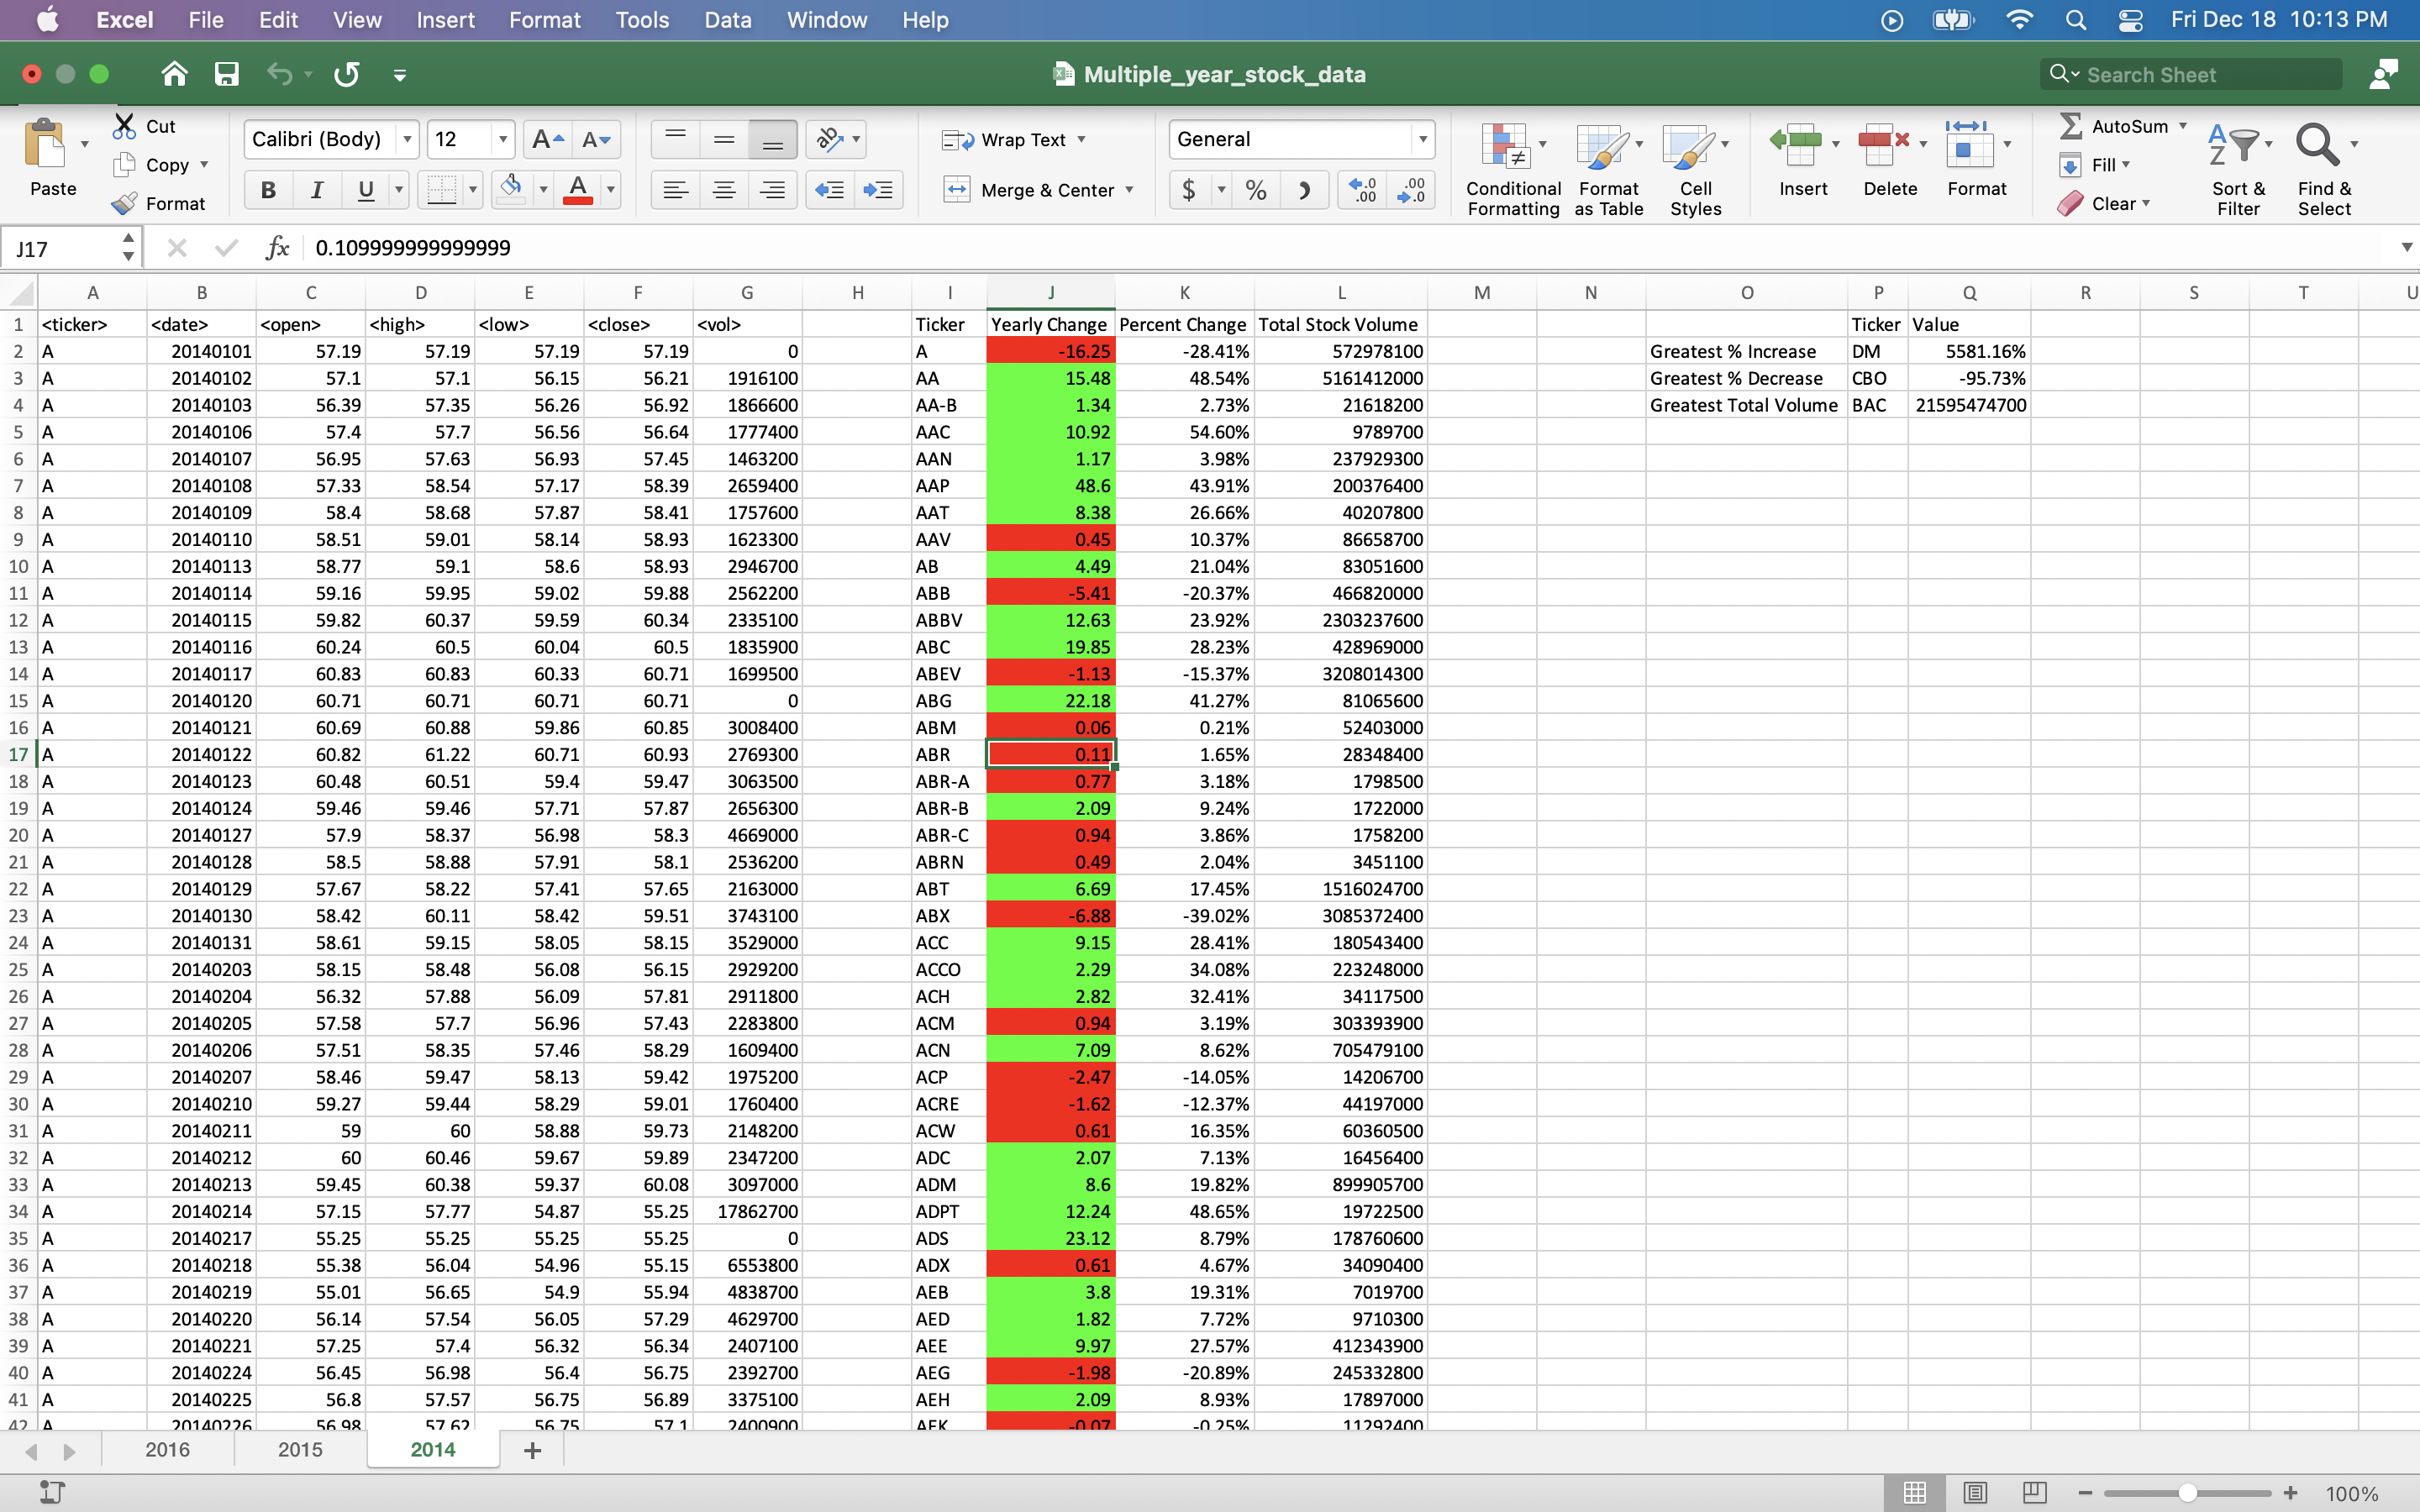 Excel File Edit View Insert Format Tools Data Window Help Fri Dec 18 10:13 PM
Multiple_year_stock_data Search Sheet
Paste Cut Copy Format
Calibri (Body) 12 A A Wrap Text General
B I U A Merge & Center $ % .0 .00 .00 .0
Conditional Formatting Format as Table Cell Styles Insert Delete Format AutoSum Fill Clear Sort & Filter Find & Select
J17 fx 0.109999999999999
A B C D E F G H I J K L M N O P Q R S T U
1 <ticker> <date> <open> <high> <low> <close> <vol> Ticker Yearly Change Percent Change Total Stock Volume Ticker Value
2 A 20140101 57.19 57.19 57.19 57.19 0 A -16.25 -28.41% 572978100 Greatest % Increase DM 5581.16%
3 A 20140102 57.1 57.1 56.15 56.21 1916100 AA 15.48 48.54% 5161412000 Greatest % Decrease CBO -95.73%
4 A 20140103 56.39 57.35 56.26 56.92 1866600 AA-B 1.34 2.73% 21618200 Greatest Total Volume BAC 21595474700
5 A 20140106 57.4 57.7 56.56 56.64 1777400 AAC 10.92 54.60% 9789700
6 A 20140107 56.95 57.63 56.93 57.45 1463200 AAN 1.17 3.98% 237929300
7 A 20140108 57.33 58.54 57.17 58.39 2659400 AAP 48.6 43.91% 200376400
8 A 20140109 58.4 58.68 57.87 58.41 1757600 AAT 8.38 26.66% 40207800
9 A 20140110 58.51 59.01 58.14 58.93 1623300 AAV 0.45 10.37% 86658700
10 A 20140113 58.77 59.1 58.6 58.93 2946700 AB 4.49 21.04% 83051600
11 A 20140114 59.16 59.95 59.02 59.88 2562200 ABB -5.41 -20.37% 466820000
12 A 20140115 59.82 60.37 59.59 60.34 2335100 ABBV 12.63 23.92% 2303237600
13 A 20140116 60.24 60.5 60.04 60.5 1835900 ABC 19.85 28.23% 428969000
14 A 20140117 60.83 60.83 60.33 60.71 1699500 ABEV -1.13 -15.37% 3208014300
15 A 20140120 60.71 60.71 60.71 60.71 0 ABG 22.18 41.27% 81065600
16 A 20140121 60.69 60.88 59.86 60.85 3008400 ABM 0.06 0.21% 52403000
17 A 20140122 60.82 61.22 60.71 60.93 2769300 ABR 0.11 1.65% 28348400
18 A 20140123 60.48 60.51 59.4 59.47 3063500 ABR-A 0.77 3.18% 1798500
19 A 20140124 59.46 59.46 57.71 57.87 2656300 ABR-B 2.09 9.24% 1722000
20 A 20140127 57.9 58.37 56.98 58.3 4669000 ABR-C 0.94 3.86% 1758200
21 A 20140128 58.5 58.88 57.91 58.1 2536200 ABRN 0.49 2.04% 3451100
22 A 20140129 57.67 58.22 57.41 57.65 2163000 ABT 6.69 17.45% 1516024700
23 A 20140130 58.42 60.11 58.42 59.51 3743100 ABX -6.88 -39.02% 3085372400
24 A 20140131 58.61 59.15 58.05 58.15 3529000 ACC 9.15 28.41% 180543400
25 A 20140203 58.15 58.48 56.08 56.15 2929200 ACCO 2.29 34.08% 223248000
26 A 20140204 56.32 57.88 56.09 57.81 2911800 ACH 2.82 32.41% 34117500
27 A 20140205 57.58 57.7 56.96 57.43 2283800 ACM 0.94 3.19% 303393900
28 A 20140206 57.51 58.35 57.46 58.29 1609400 ACN 7.09 8.62% 705479100
29 A 20140207 58.46 59.47 58.13 59.42 1975200 ACP -2.47 -14.05% 14206700
30 A 20140210 59.27 59.44 58.29 59.01 1760400 ACRE -1.62 -12.37% 44197000
31 A 20140211 59 60 58.88 59.73 2148200 ACW 0.61 16.35% 60360500
32 A 20140212 60 60.46 59.67 59.89 2347200 ADC 2.07 7.13% 16456400
33 A 20140213 59.45 60.38 59.37 60.08 3097000 ADM 8.6 19.82% 899905700
34 A 20140214 57.15 57.77 54.87 55.25 17862700 ADPT 12.24 48.65% 19722500
35 A 20140217 55.25 55.25 55.25 55.25 0 ADS 23.12 8.79% 178760600
36 A 20140218 55.38 56.04 54.96 55.15 6553800 ADX 0.61 4.67% 34090400
37 A 20140219 55.01 56.65 54.9 55.94 4838700 AEB 3.8 19.31% 7019700
38 A 20140220 56.14 57.54 56.05 57.29 4629700 AED 1.82 7.72% 9710300
39 A 20140221 57.25 57.4 56.32 56.34 2407100 AEE 9.97 27.57% 412343900
40 A 20140224 56.45 56.98 56.4 56.75 2392700 AEG -1.98 -20.89% 245332800
41 A 20140225 56.8 57.57 56.75 56.89 3375100 AEH 2.09 8.93% 17897000
42 A 20140226 56.98 57.62 56.75 57.1 2400900 AEK -0.07 -0.25% 11292400
2016 2015 2014 +
100%